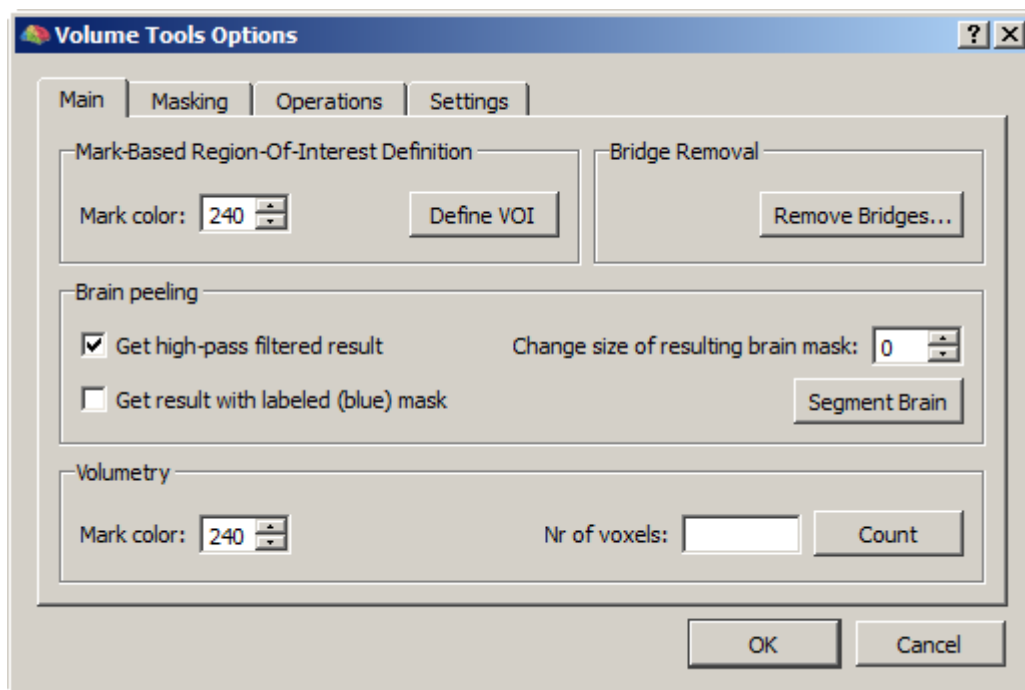 Volume Tools Options
Main Masking Operations Settings
Mark-Based Region-Of-Interest Definition
Mark color: 240 Define VOI
Bridge Removal
Remove Bridges...
Brain peeling
Get high-pass filtered result Change size of resulting brain mask: 0
Get result with labeled (blue) mask Segment Brain
Volumetry
Mark color: 240 Nr of voxels: Count
OK Cancel